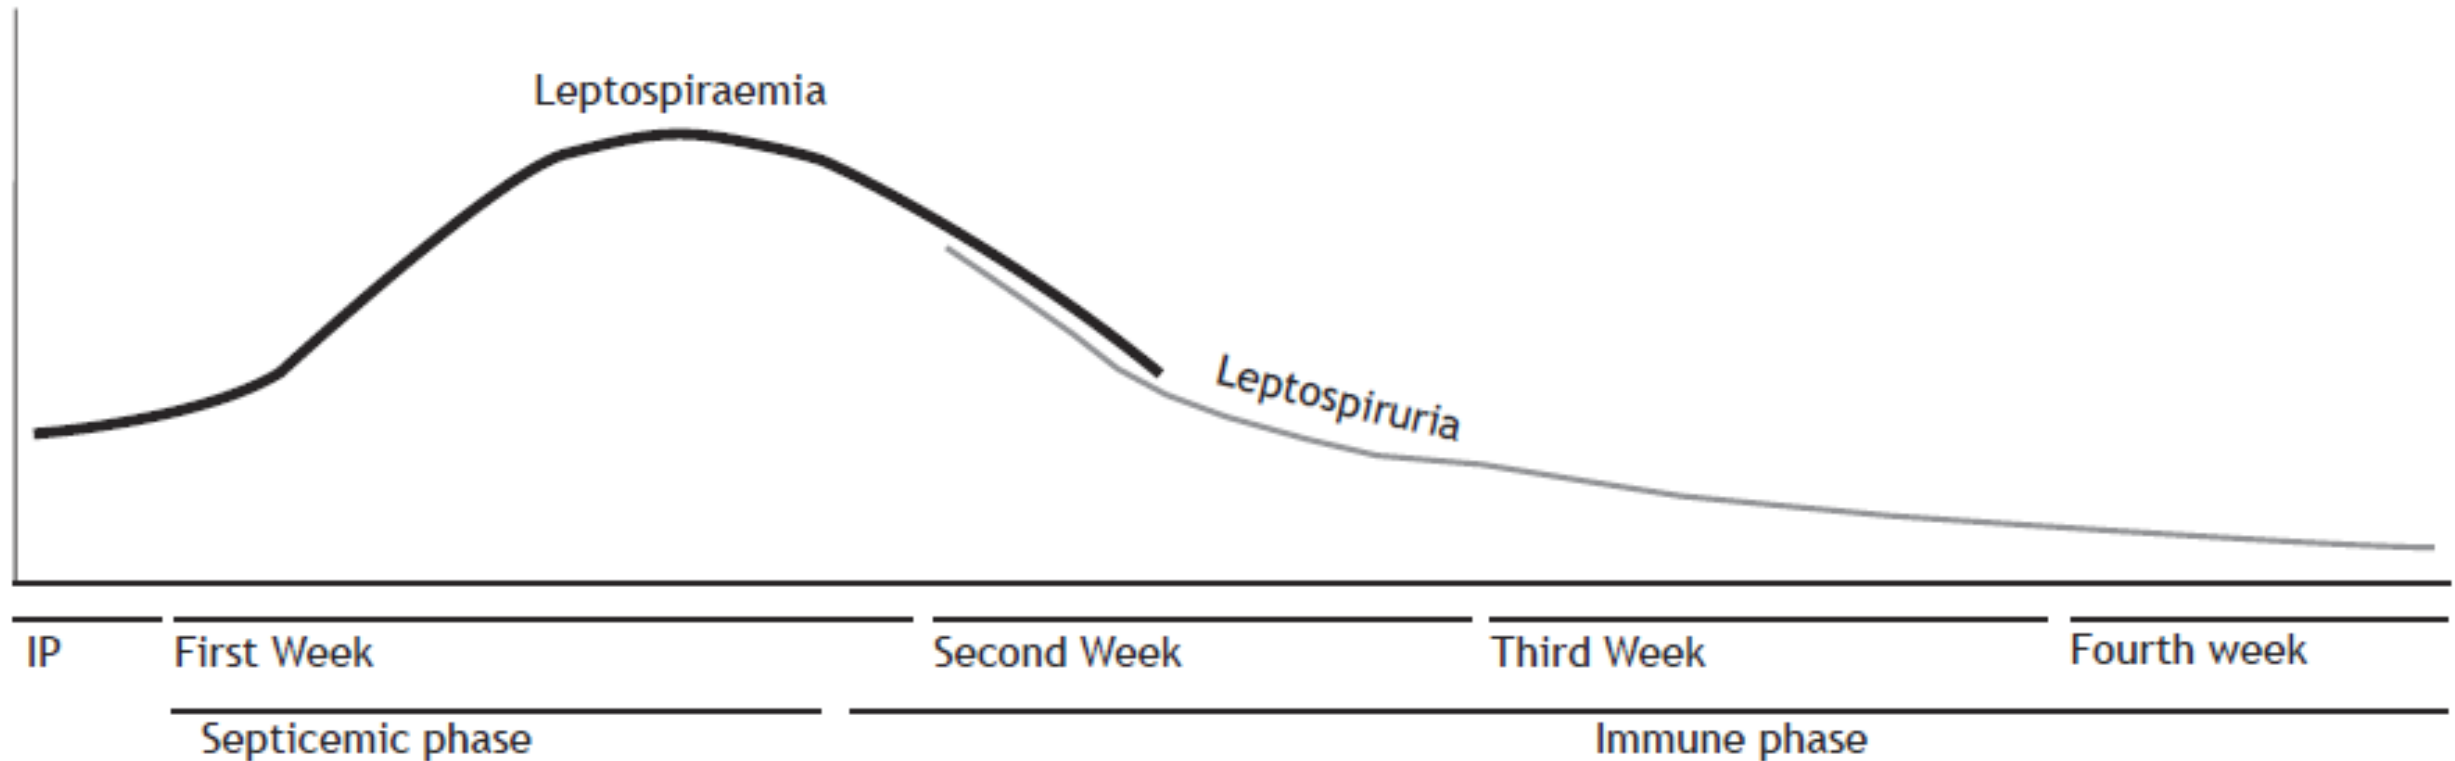 Leptospiraemia
Leptospiruria
IP
First Week
Second Week
Third Week
Fourth week
Septicemic phase
Immune phase